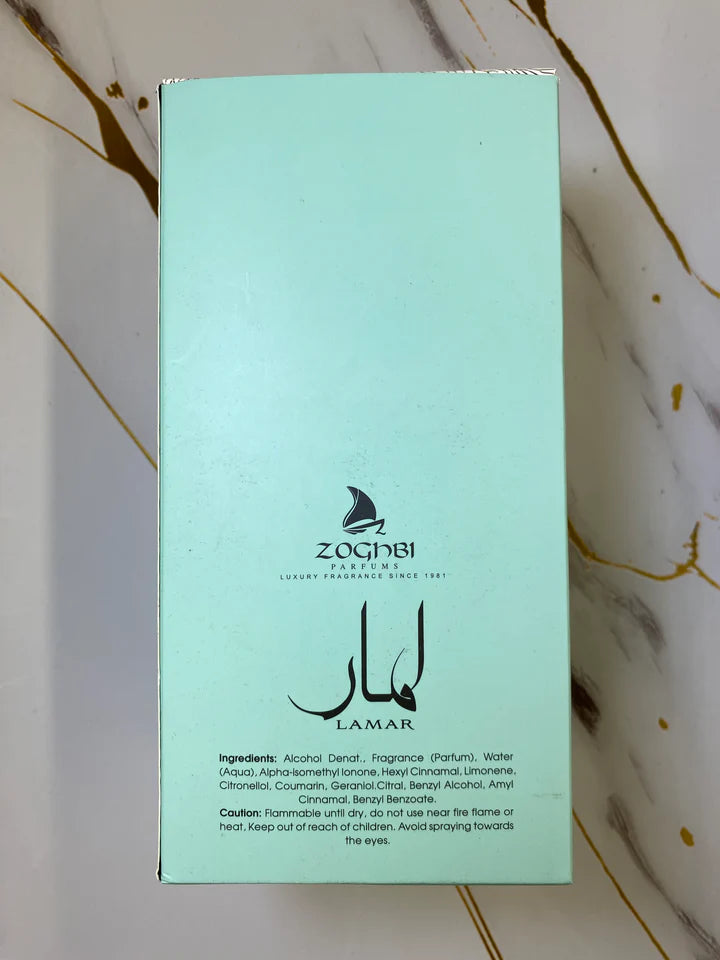 ZOGHBI
PARFUMS
LUXURY FRAGRANCE SINCE 1981
لمار
LAMAR
Ingredients: Alcohol Denat., Fragrance (Parfum), Water
(Aqua), Alpha-isomethyl Ionone, Hexyl Cinnamal, Limonene,
Citronellol, Coumarin, Geraniol.Citral, Benzyl Alcohol, Amyl
Cinnamal, Benzyl Benzoate.
Caution: Flammable until dry, do not use near fire flame or
heat, Keep out of reach of children. Avoid spraying towards
the eyes.